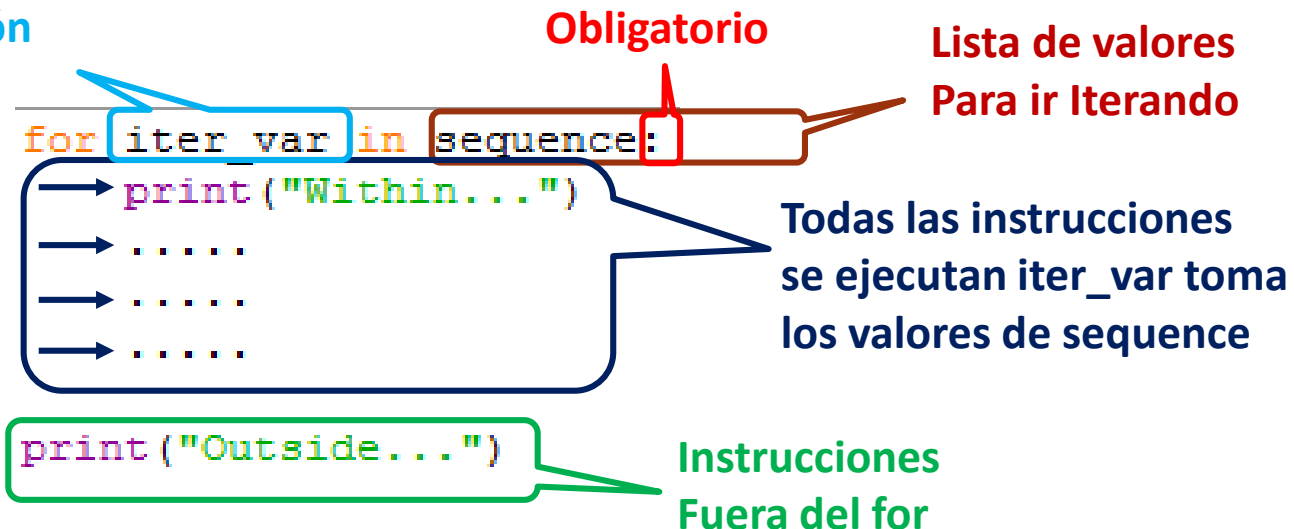 ón
Obligatorio
Lista de valores
Para ir Iterando
for iter_var in sequence:
print("Within...")
.....
.....
.....
Todas las instrucciones
se ejecutan iter_var toma
los valores de sequence
print("Outside...")
Instrucciones
Fuera del for